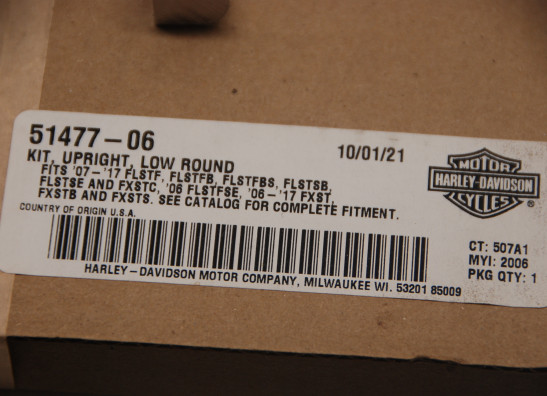 51477-06
10/01/21
KIT, UPRIGHT, LOW ROUND
FITS '07-'17 FLSTF, FLSTFB, FLSTFBS, FLSTSB,
FLSTSE AND FXSTC, '06 FLSTFSE, '06-'17 FXST,
FXSTB AND FXSTS. SEE CATALOG FOR COMPLETE FITMENT.
COUNTRY OF ORIGIN U.S.A.
MOTOR
HARLEY-DAVIDSON
CYCLES
®
CT: 507A1
MYI: 2006
PKG QTY: 1
HARLEY-DAVIDSON MOTOR COMPANY, MILWAUKEE WI. 53201 85009